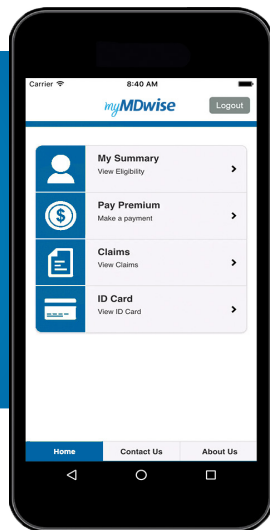 Carrier 8:40 AM
myMDwise Logout
My Summary
View Eligibility
Pay Premium
Make a payment
Claims
View Claims
ID Card
View ID Card
Home Contact Us About Us